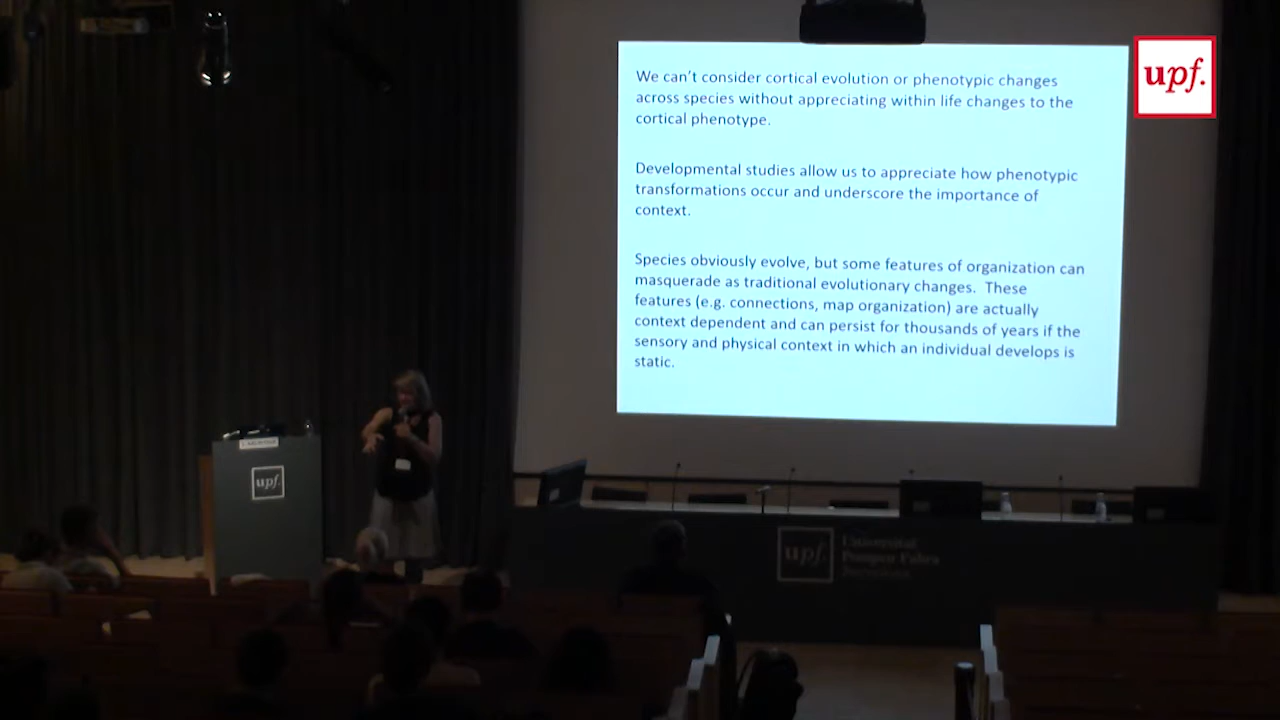 We can't consider cortical evolution or phenotypic changes
across species without appreciating within life changes to the
cortical phenotype.
Developmental studies allow us to appreciate how phenotypic
transformations occur and underscore the importance of
context.
Species obviously evolve, but some features of organization can
masquerade as traditional evolutionary changes. These
features (e.g. connections, map organization) are actually
context dependent and can persist for thousands of years if the
sensory and physical context in which an individual develops is
static.
upf.
upf.
upf.
Universitat
Pompeu Fabra
Barcelona